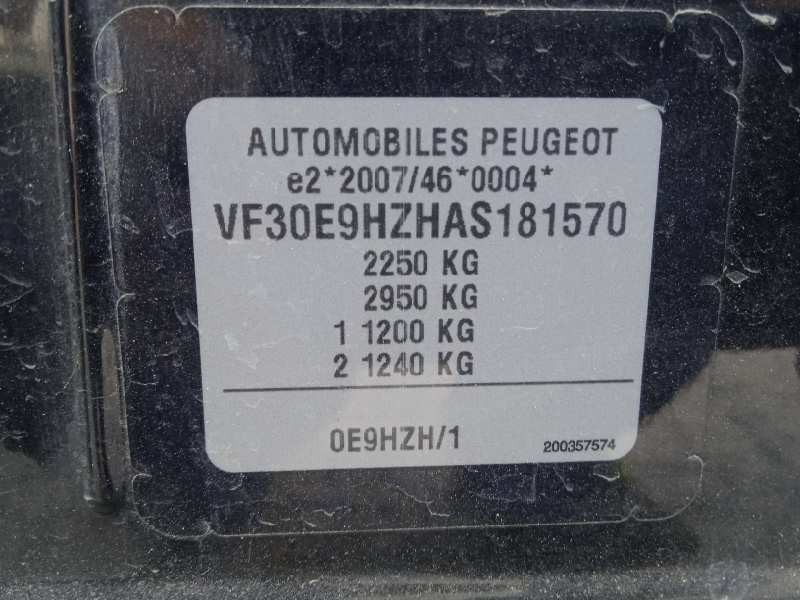 AUTOMOBILES PEUGEOT
e2*2007/46*0004*
VF30E9HZHAS181570
2250 KG
2950 KG
1 1200 KG
2 1240 KG
0E9HZH/1
200357574